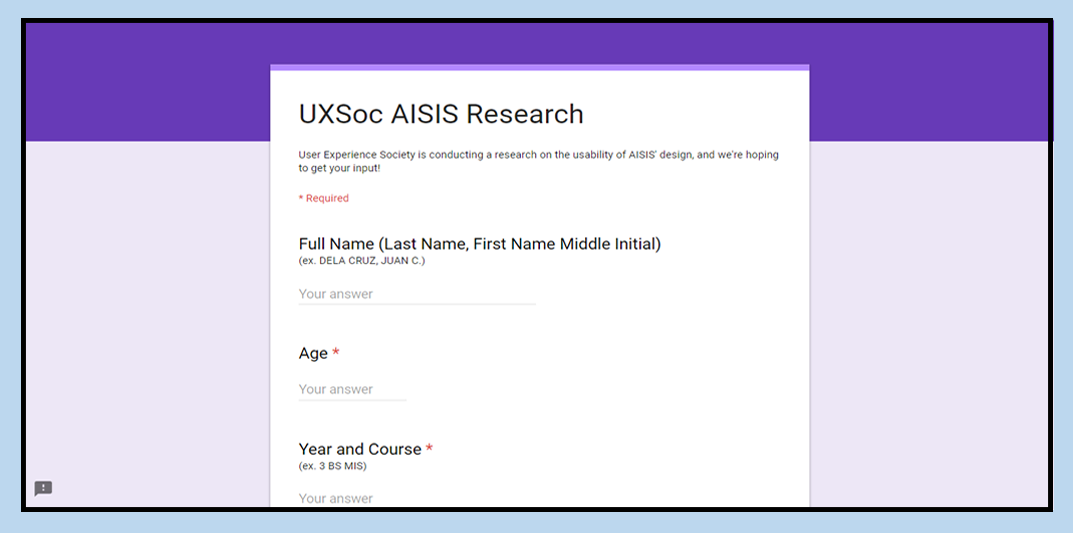 UXSoc AISIS Research
User Experience Society is conducting a research on the usability of AISIS' design, and we're hoping
to get your input!
* Required
Full Name (Last Name, First Name Middle Initial)
(ex. DELA CRUZ, JUAN C.)
Your answer
Age *
Your answer
Year and Course *
(ex. 3 BS MIS)
Your answer